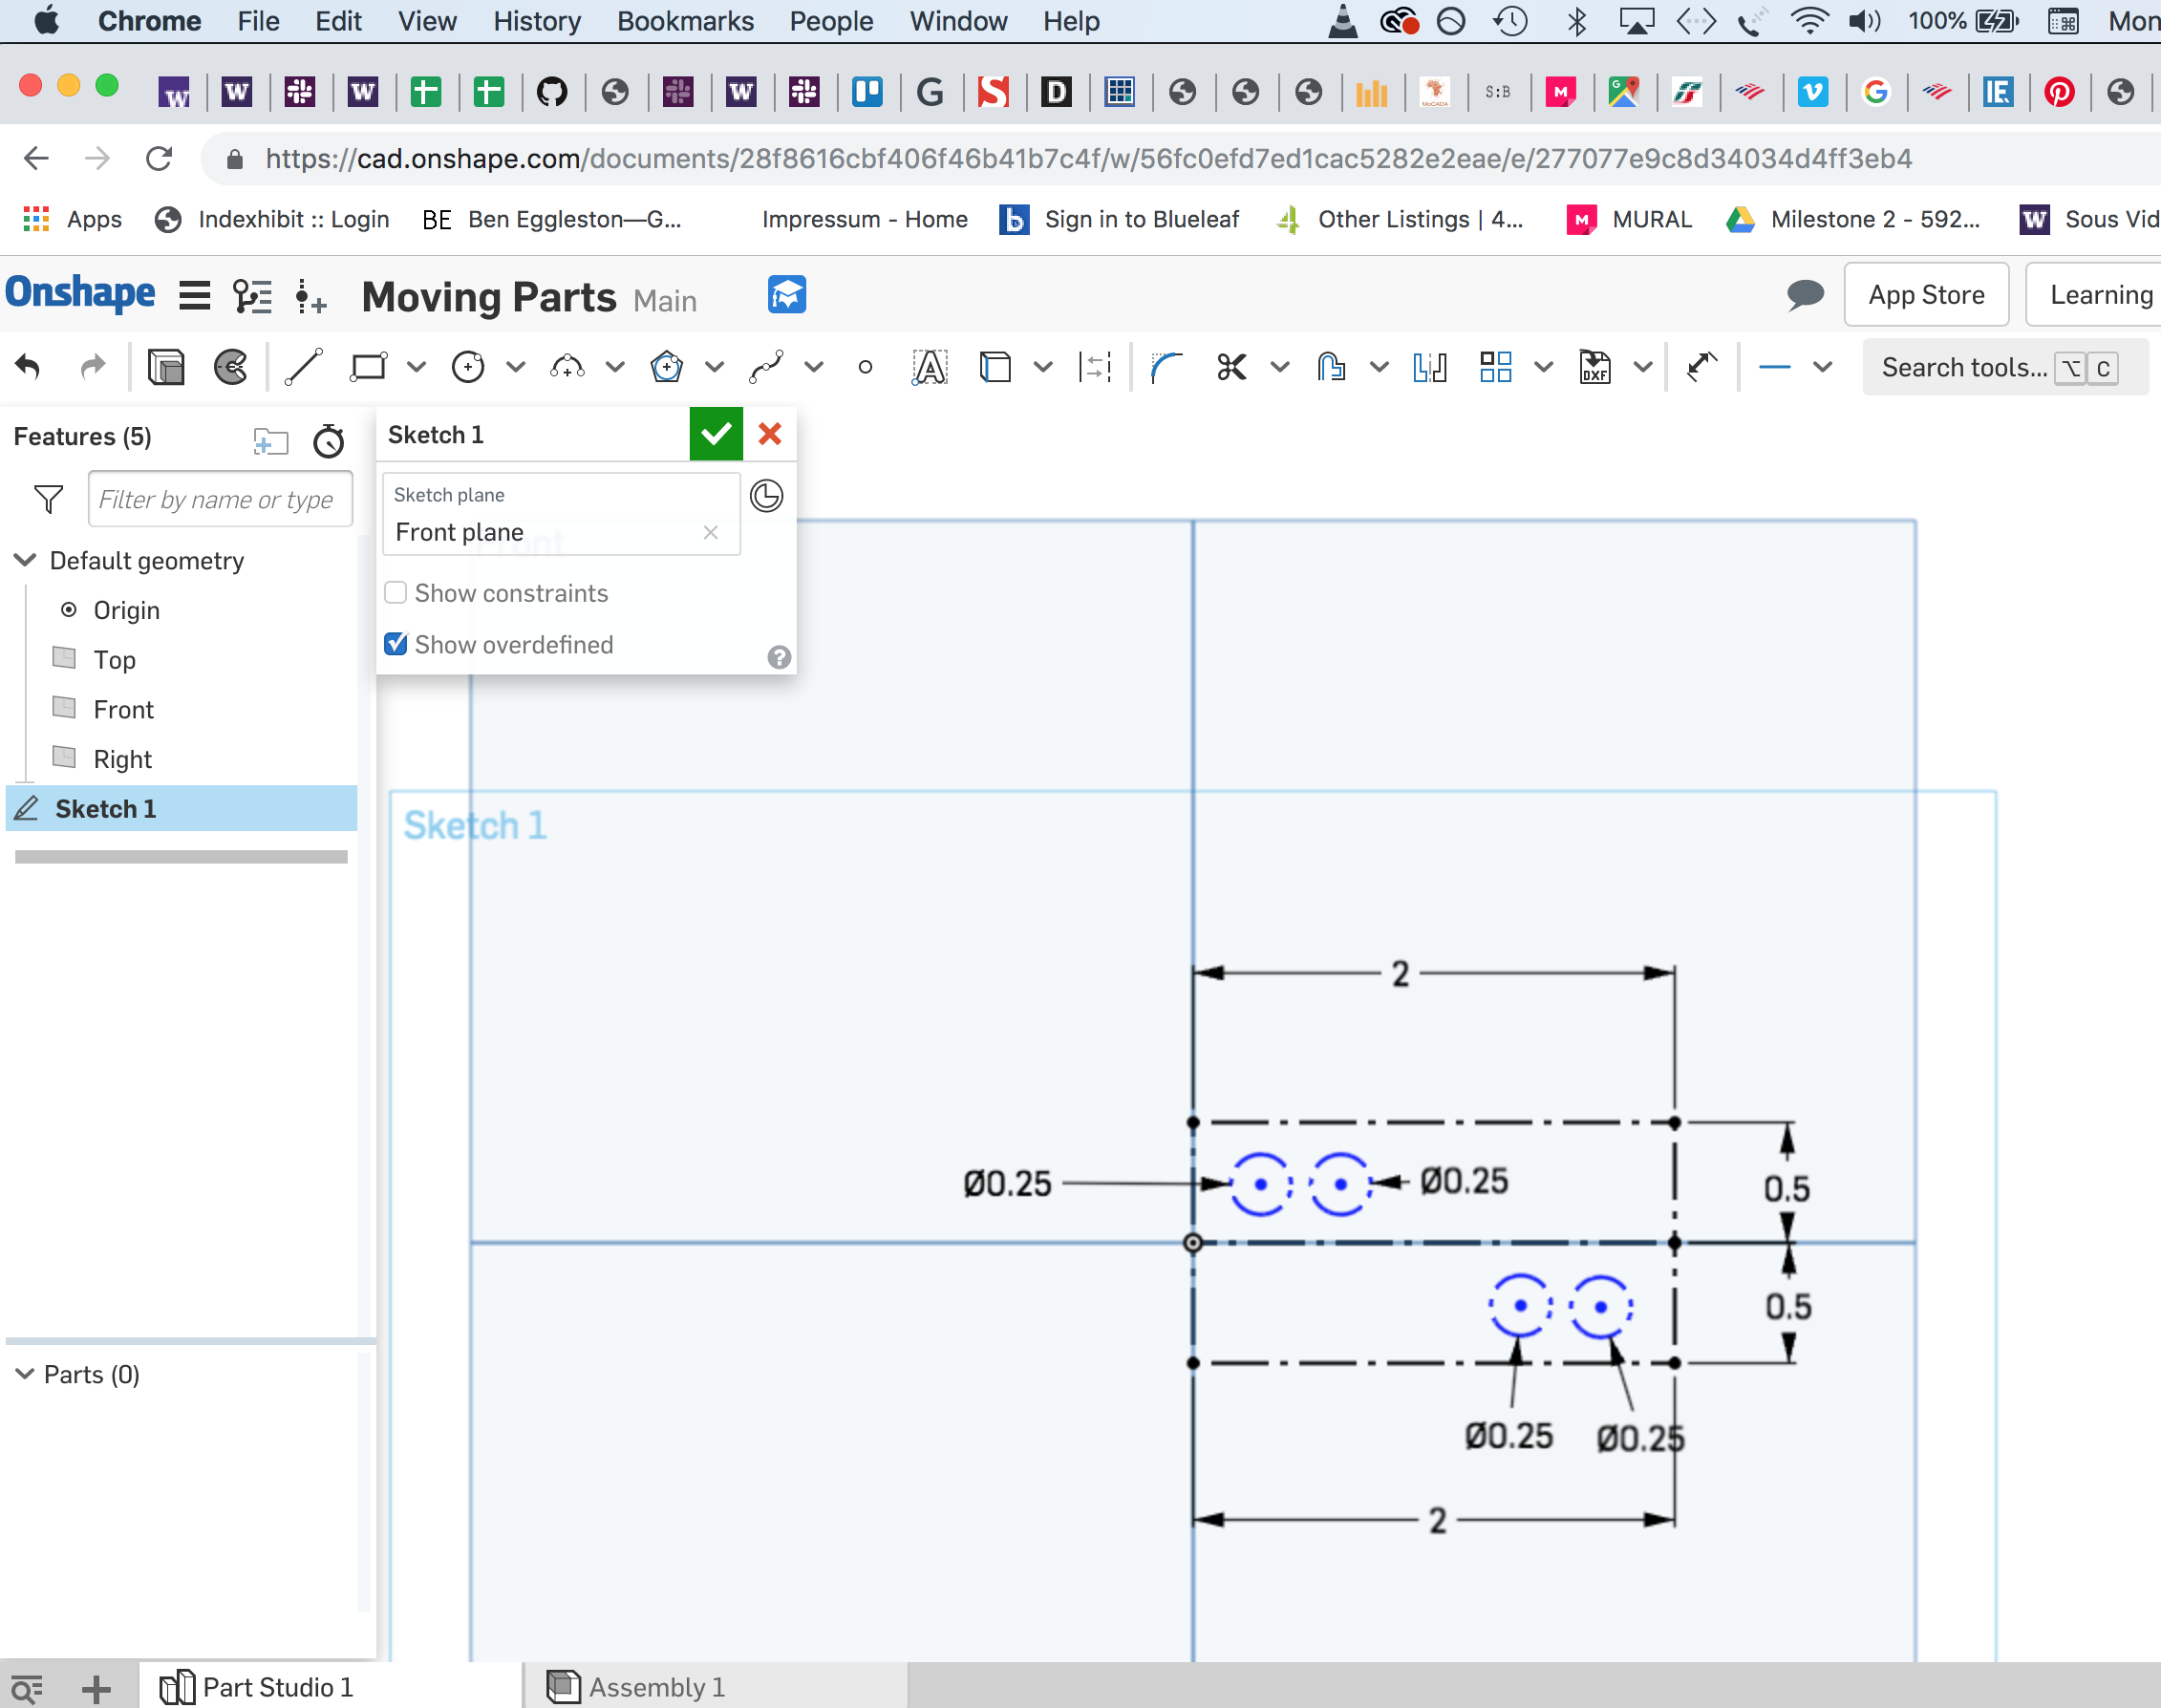 Chrome File Edit View History Bookmarks People Window Help 100% Mon
https://cad.onshape.com/documents/28f8616cbf406f46b41b7c4f/w/56fc0efd7ed1cac5282e2eae/e/277077e9c8d34034d4ff3eb4
Apps Indexhibit :: Login BE Ben Eggleston—G... Impressum - Home Sign in to Blueleaf Other Listings | 4... MURAL Milestone 2 - 592... Sous Vid
Onshape Moving Parts Main App Store Learning
Search tools... ⌥ C
Features (5)
Sketch 1
Filter by name or type
Sketch plane
Front plane
Show constraints
Show overdefined
Default geometry
Origin
Top
Front
Right
Sketch 1
Sketch 1
2
Ø0.25
Ø0.25
0.5
0.5
Ø0.25
Ø0.25
2
Parts (0)
Part Studio 1
Assembly 1